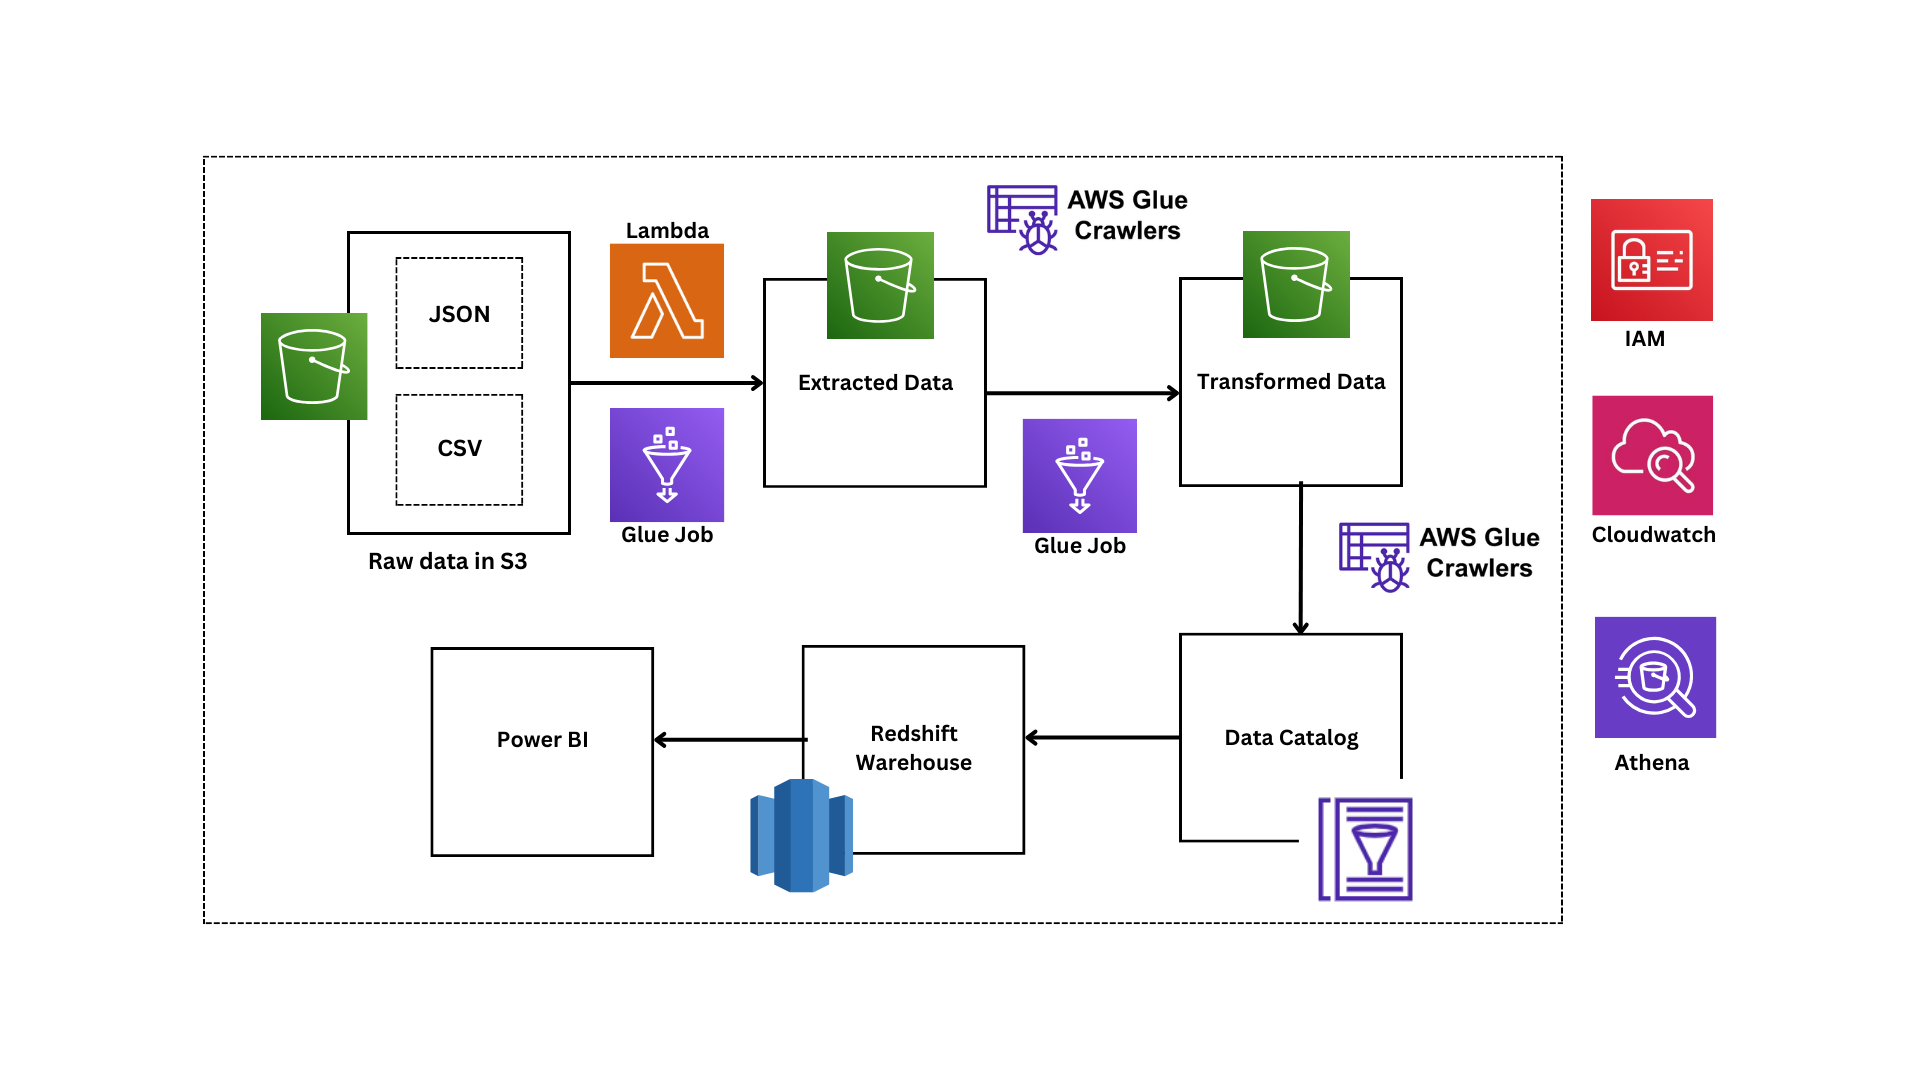 AWS Glue
Crawlers
Lambda
JSON
CSV
Raw data in S3
Glue Job
Extracted Data
Glue Job
Transformed Data
AWS Glue
Crawlers
Data Catalog
Redshift
Warehouse
Power BI
IAM
Cloudwatch
Athena